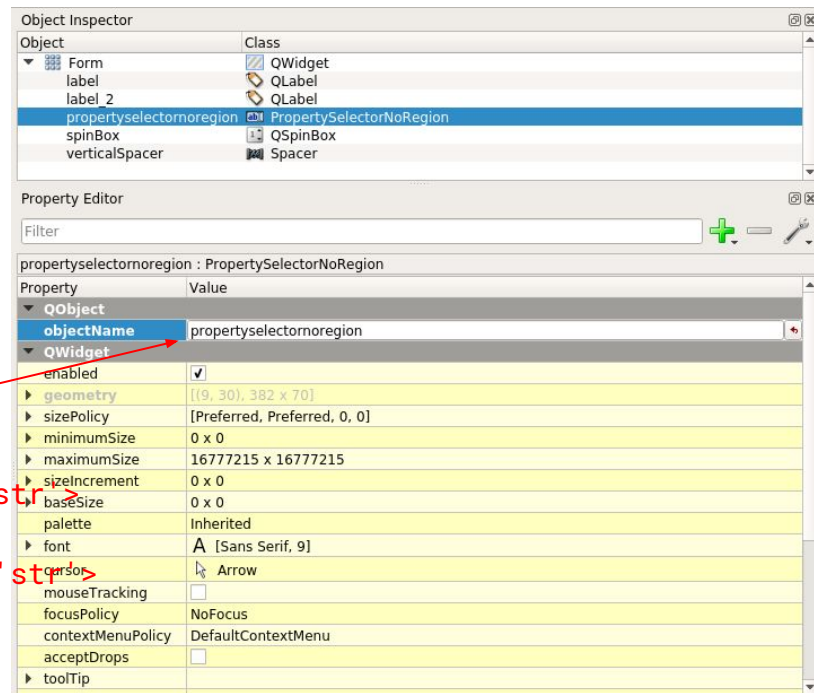 Object Inspector
Object Class
Form QWidget
label QLabel
label_2 QLabel
propertyselectornoregion PropertySelectorNoRegion
spinBox QSpinBox
verticalSpacer Spacer
Property Editor
Filter
propertyselectornoregion : PropertySelectorNoRegion
Property Value
QObject
objectName propertyselectornoregion
QWidget
enabled
geometry [(9, 30), 382 x 70]
sizePolicy [Preferred, Preferred, 0, 0]
minimumSize 0 x 0
maximumSize 16777215 x 16777215
sizeIncrement 0 x 0
str'>
baseSize 0 x 0
palette Inherited
font A [Sans Serif, 9]
cursor Arrow
'str'>
mouseTracking
focusPolicy NoFocus
contextMenuPolicy DefaultContextMenu
acceptDrops
toolTip